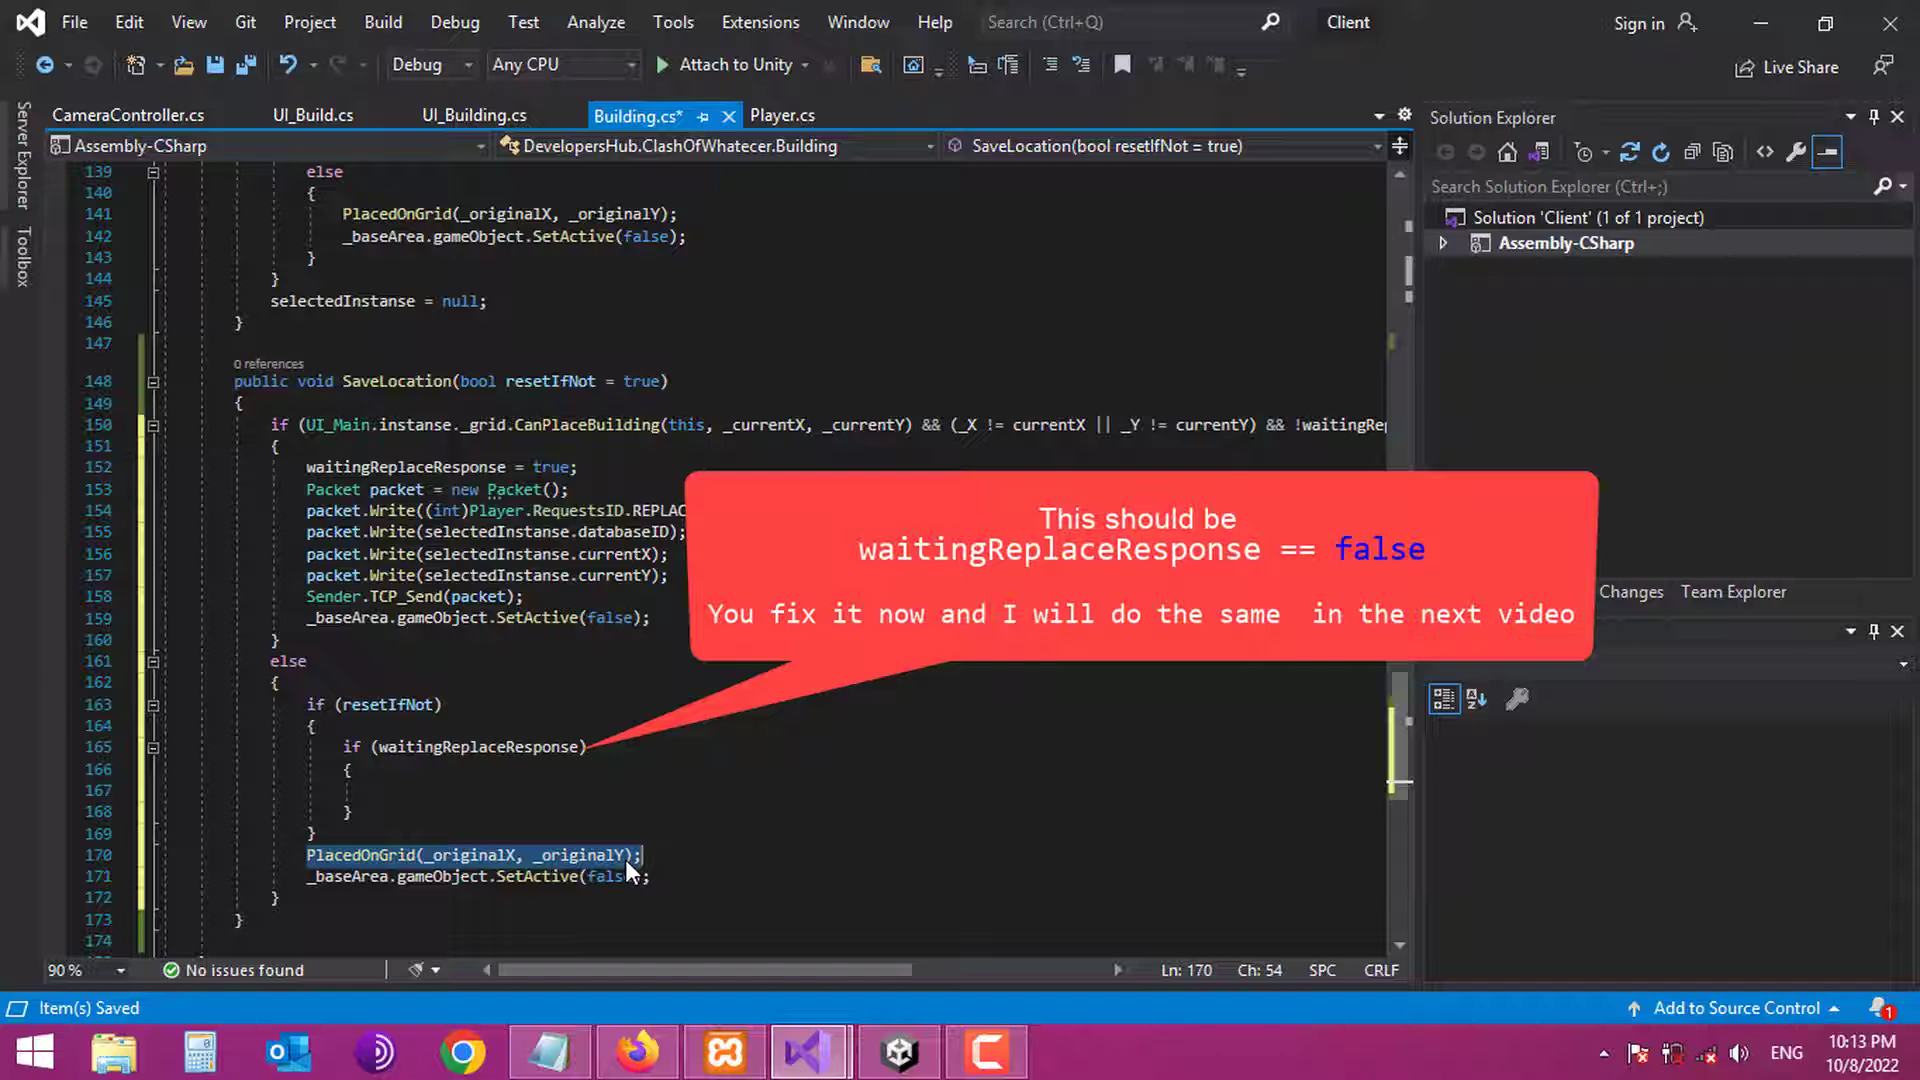 File Edit View Git Project Build Debug Test Analyze Tools Extensions Window Help Search (Ctrl+Q) Client Sign in
Debug Any CPU Attach to Unity Live Share
CameraController.cs UI_Build.cs UI_Building.cs Building.cs* Player.cs
Assembly-CSharp DevelopersHub.ClashOfWhatecer.Building SaveLocation(bool resetIfNot = true)
139 else
140 {
141 PlacedOnGrid(_originalX, _originalY);
142 _baseArea.gameObject.SetActive(false);
143 }
144 }
145 selectedInstanse = null;
146 }
147
0 references
148 public void SaveLocation(bool resetIfNot = true)
149 {
150 if (UI_Main.instanse._grid.CanPlaceBuilding(this, _currentX, _currentY) && (_X != currentX || _Y != currentY) && !waitingRep
151 {
152 waitingReplaceResponse = true;
153 Packet packet = new Packet();
154 packet.Write((int)Player.RequestsID.REPLAC
155 packet.Write(selectedInstanse.databaseID);
156 packet.Write(selectedInstanse.currentX);
157 packet.Write(selectedInstanse.currentY);
158 Sender.TCP_Send(packet);
159 _baseArea.gameObject.SetActive(false);
160 }
161 else
162 {
163 if (resetIfNot)
164 {
165 if (waitingReplaceResponse)
166 {
167
168 }
169 }
170 PlacedOnGrid(_originalX, _originalY);
171 _baseArea.gameObject.SetActive(fals ;
172 }
173 }
174
This should be
waitingReplaceResponse == false
You fix it now and I will do the same in the next video
Server Explorer
Toolbox
Solution Explorer
Search Solution Explorer (Ctrl+;)
Solution 'Client' (1 of 1 project)
Assembly-CSharp
Changes Team Explorer
90 % No issues found Ln: 170 Ch: 54 SPC CRLF
Item(s) Saved Add to Source Control 1
ENG 10:13 PM
10/8/2022